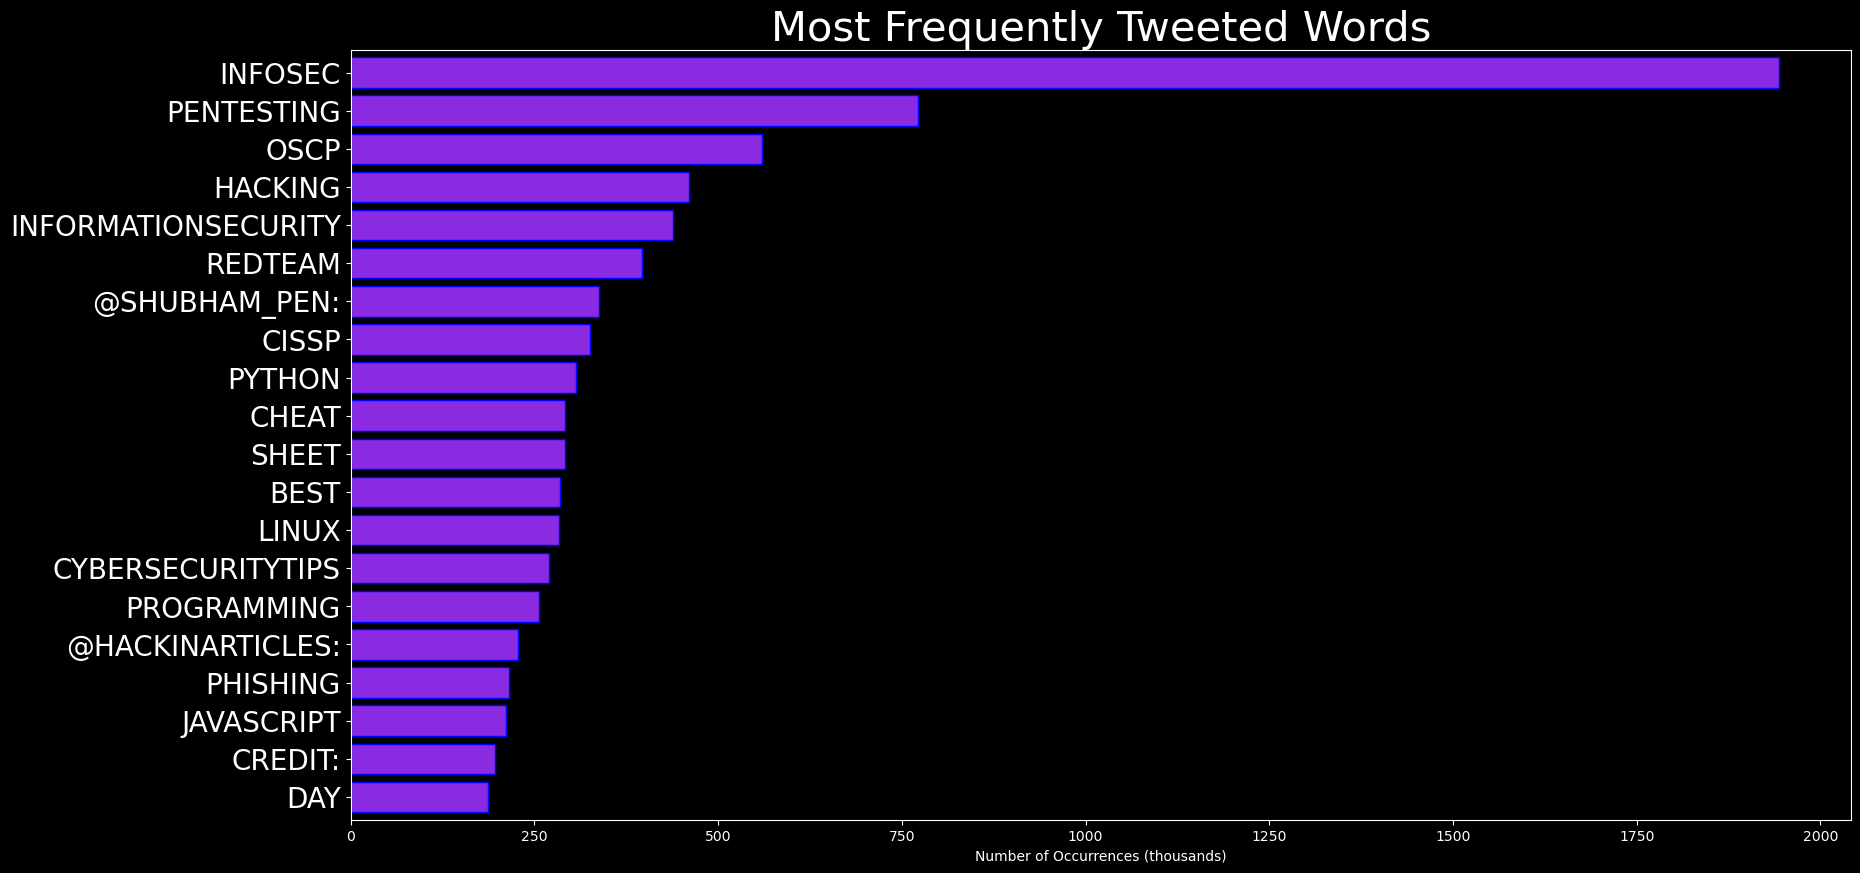 Most Frequently Tweeted Words
INFOSEC
PENTESTING
OSCP
HACKING
INFORMATIONSECURITY
REDTEAM
@SHUBHAM_PEN:
CISSP
PYTHON
CHEAT
SHEET
BEST
LINUX
CYBERSECURITYTIPS
PROGRAMMING
@HACKINARTICLES:
PHISHING
JAVASCRIPT
CREDIT:
DAY
0 250 500 750 1000 1250 1500 1750 2000
Number of Occurrences (thousands)